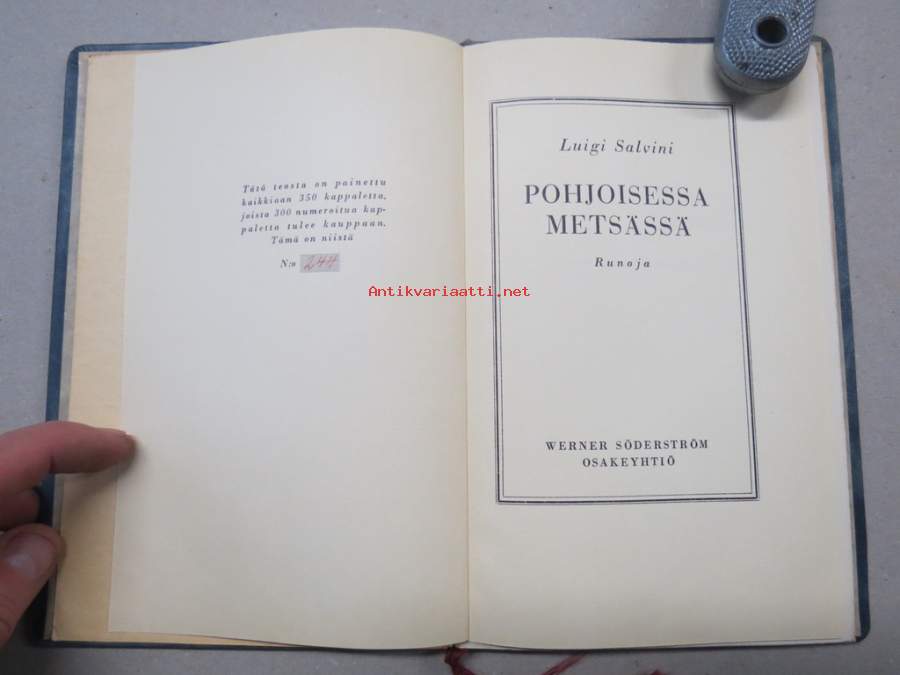 Tätä teosta on painettu
kaikkiaan 350 kappaletta,
joista 300 numeroitua kap-
paletta tulee kauppaan.
Tämä on niistä
N:o 244
Luigi Salvini
POHJOISESSA
METSÄSSÄ
Runoja
Antikvariaatti.net
WERNER SÖDERSTRÖM
OSAKEYHTIÖ